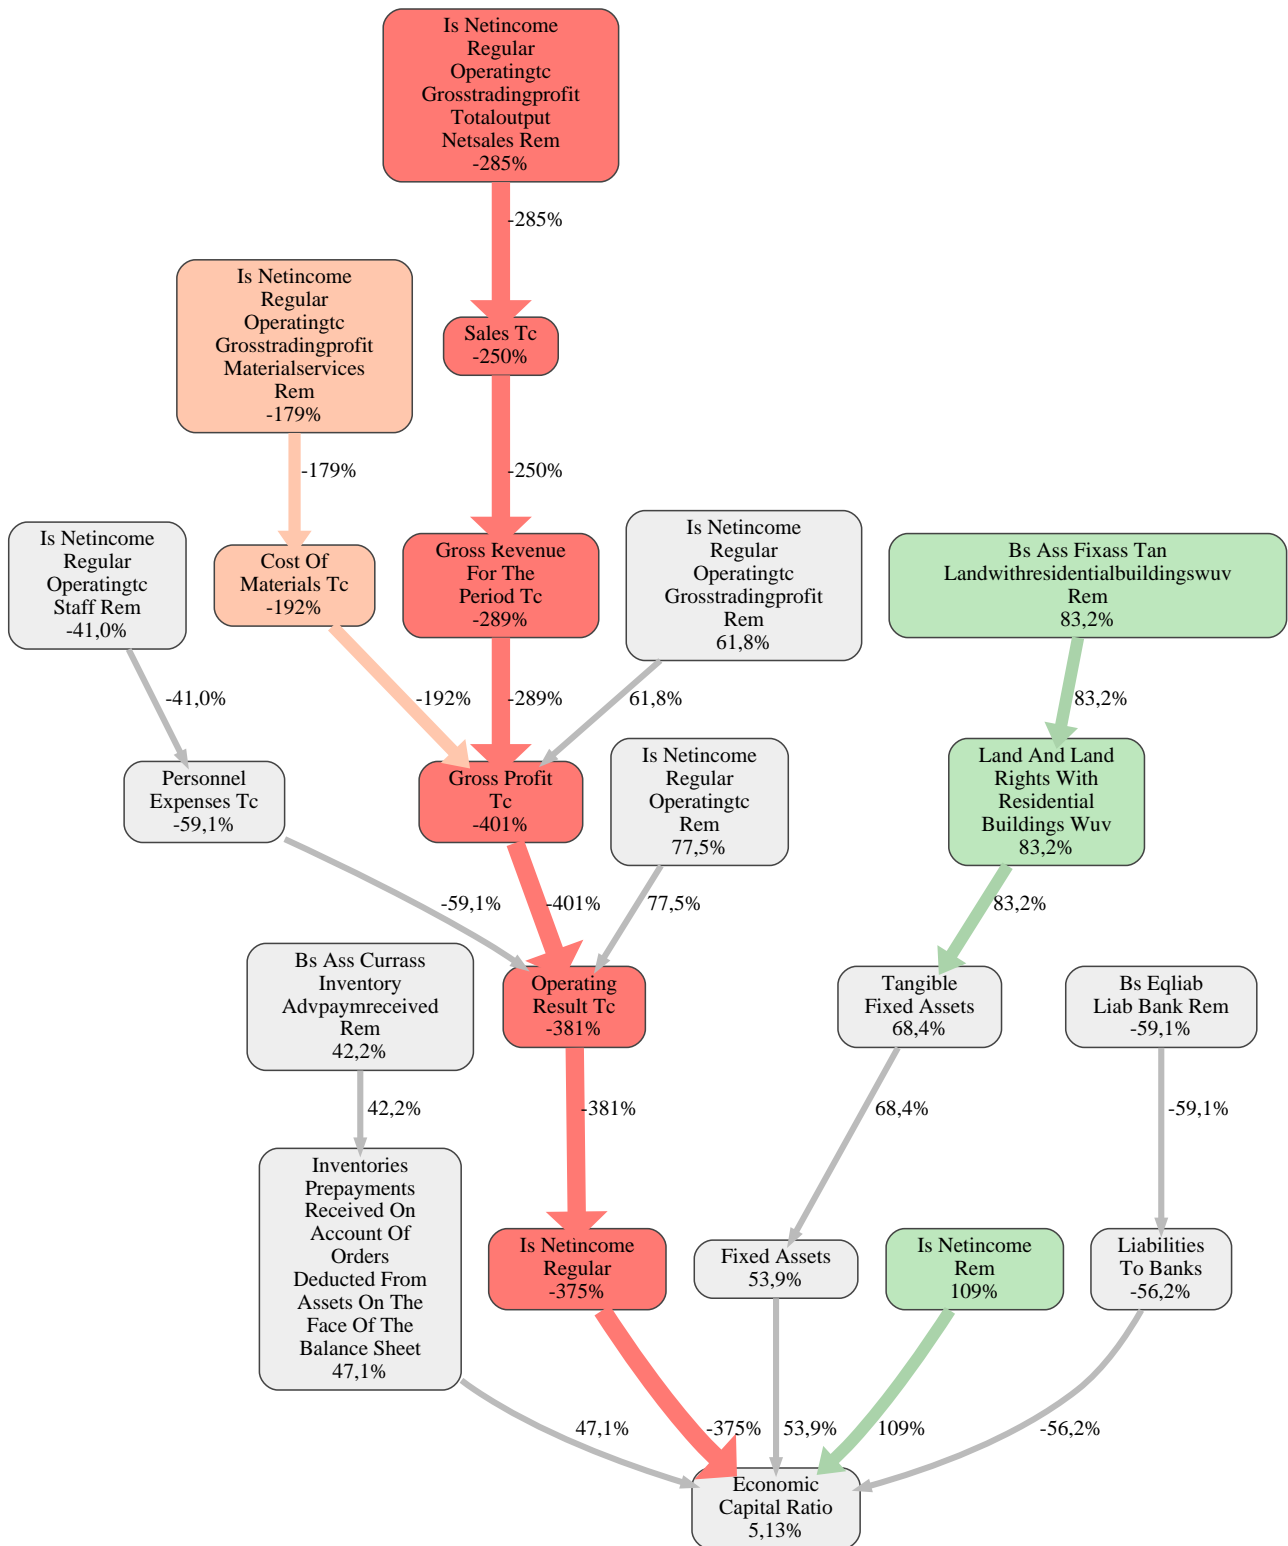 Is Netincome
Regular
Operatingtc
Grosstradingprofit
Totaloutput
Netsales Rem
-285%
-285%
Is Netincome
Regular
Operatingtc
Grosstradingprofit
Materialservices
Rem
-179%
Sales Tc
-250%
-179%
-250%
Is Netincome
Regular
Operatingtc
Staff Rem
-41,0%
Cost Of
Materials Tc
-192%
Gross Revenue
For The
Period Tc
-289%
Is Netincome
Regular
Operatingtc
Grosstradingprofit
Rem
61,8%
Bs Ass Fixass Tan
Landwithresidentialbuildingswuv
Rem
83,2%
-41,0%
-192%
-289%
61,8%
83,2%
Personnel
Expenses Tc
-59,1%
Gross Profit
Tc
-401%
Is Netincome
Regular
Operatingtc
Rem
77,5%
Land And Land
Rights With
Residential
Buildings Wuv
83,2%
-59,1%
-401%
77,5%
83,2%
Bs Ass Currass
Inventory
Advpaymreceived
Rem
42,2%
Operating
Result Tc
-381%
Tangible
Fixed Assets
68,4%
Bs Eqliab
Liab Bank Rem
-59,1%
42,2%
-381%
68,4%
-59,1%
Inventories
Prepayments
Received On
Account Of
Orders
Deducted From
Assets On The
Face Of The
Balance Sheet
47,1%
Is Netincome
Regular
-375%
Fixed Assets
53,9%
Is Netincome
Rem
109%
Liabilities
To Banks
-56,2%
47,1%
-375%
53,9%
109%
-56,2%
Economic
Capital Ratio
5,13%